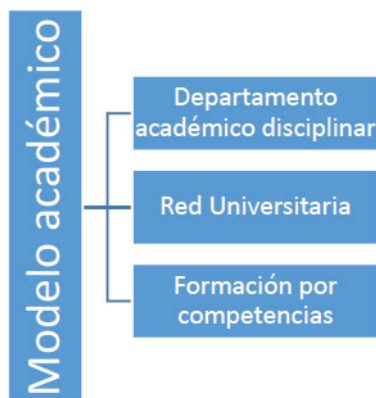 Modelo académico
Departamento
académico disciplinar
Red Universitaria
Formación por
competencias